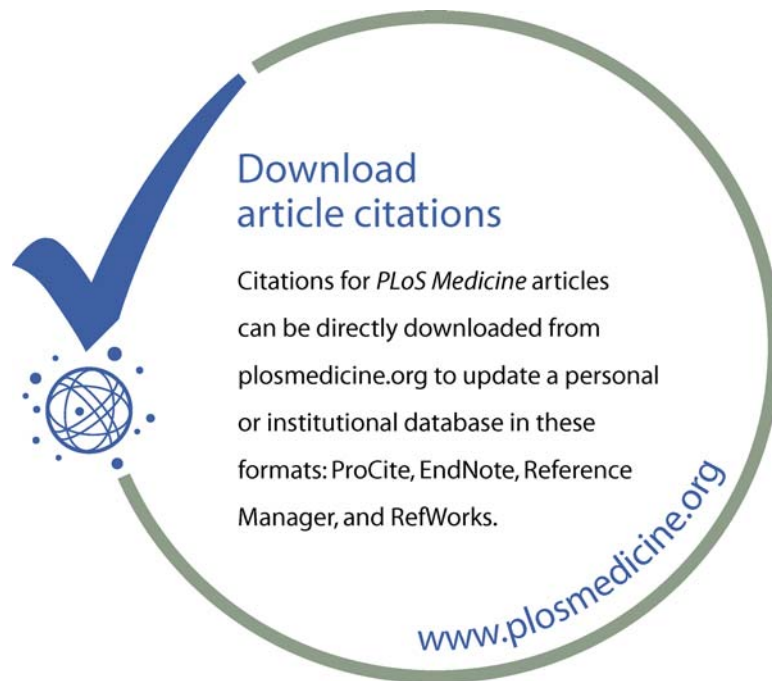 Download
article citations
Citations for PLoS Medicine articles
can be directly downloaded from
plosmedicine.org to update a personal
or institutional database in these
formats: ProCite, EndNote, Reference
Manager, and RefWorks.
www.plosmedicine.org